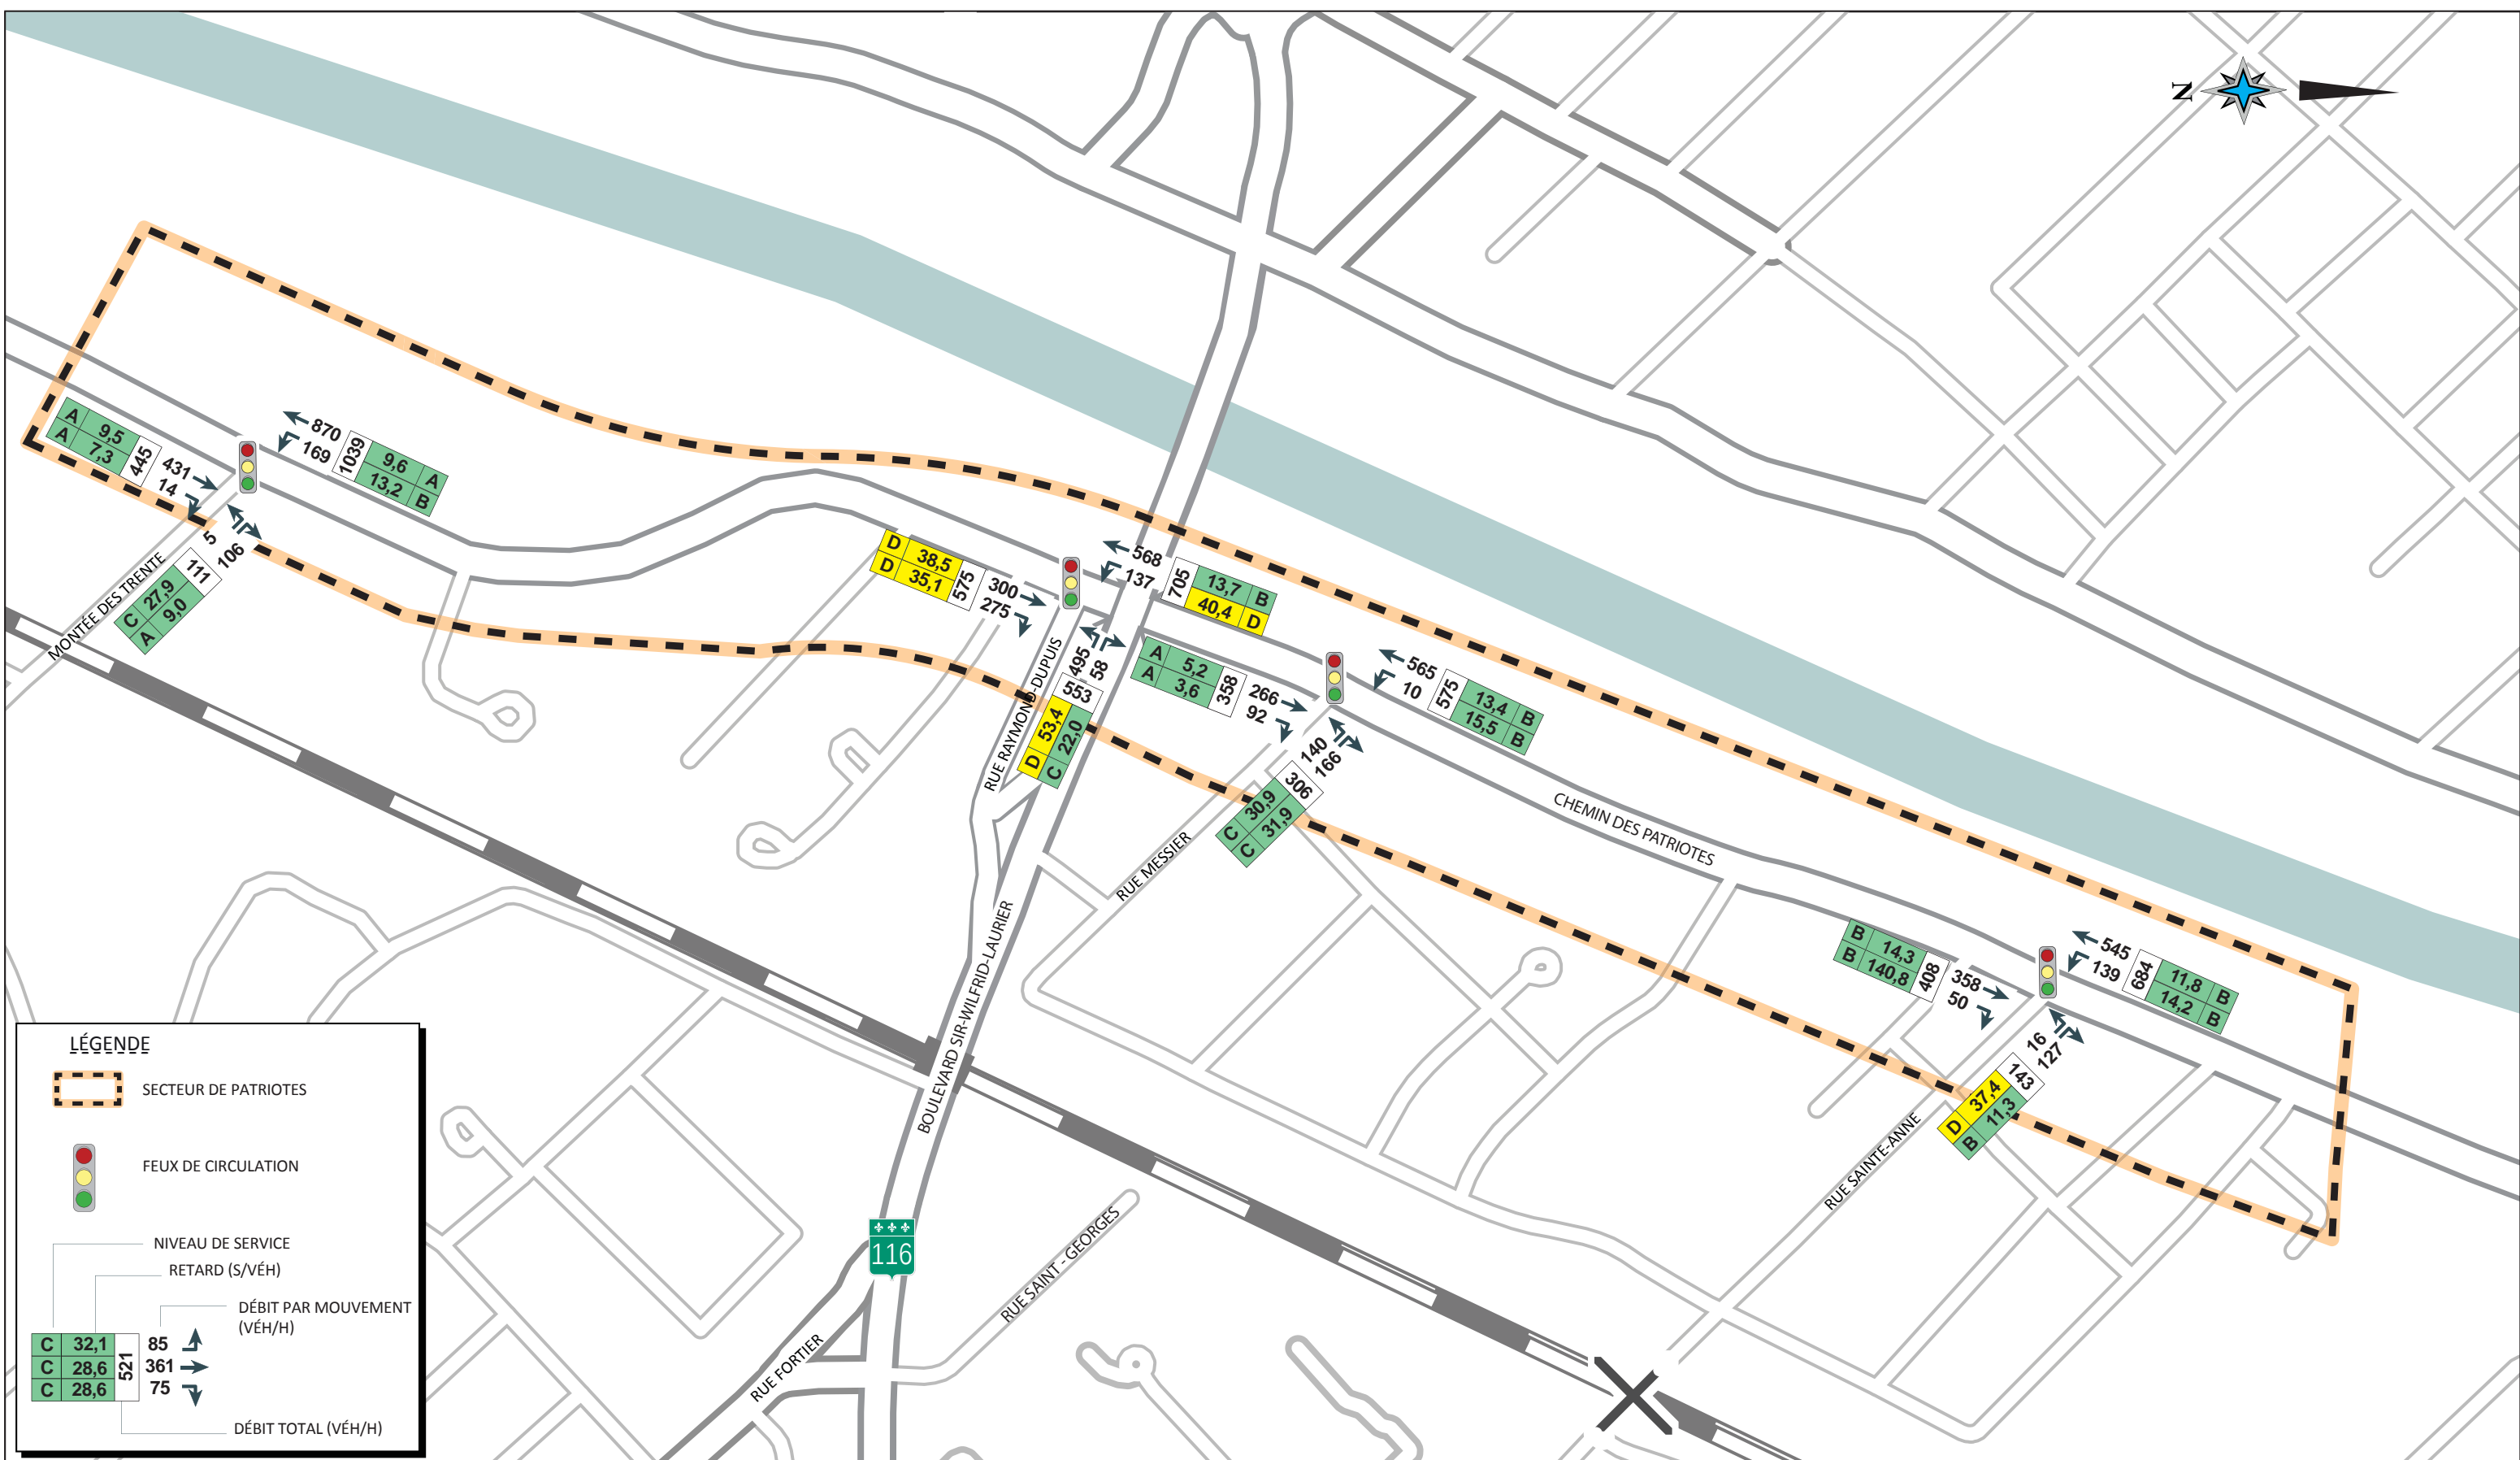 N
A 9,5
A 7,3
445
431
14
870
169
1039
9,6 A
13,2 B
5
106
111
C 27,9
A 9,0
MONTÉE DES TRENTE
D 38,5
D 35,1
575
300
275
568
137
705
13,7 B
40,4 D
RUE RAYMOND-DUPUIS
495
58
553
D 53,4
C 22,0
A 5,2
A 3,6
358
266
92
565
10
575
13,4 B
15,5 B
140
166
306
C 30,9
C 31,9
RUE MESSIER
CHEMIN DES PATRIOTES
BOULEVARD SIR-WILFRID-LAURIER
B 14,3
B 140,8
408
358
50
545
139
684
11,8 B
14,2 B
16
127
143
D 37,4
B 11,3
RUE SAINTE-ANNE
116
RUE SAINT - GEORGES
RUE FORTIER
LÉGENDE
SECTEUR DE PATRIOTES
FEUX DE CIRCULATION
NIVEAU DE SERVICE
RETARD (S/VÉH)
DÉBIT PAR MOUVEMENT
(VÉH/H)
C 32,1
C 28,6
C 28,6
521
85
361
75
DÉBIT TOTAL (VÉH/H)